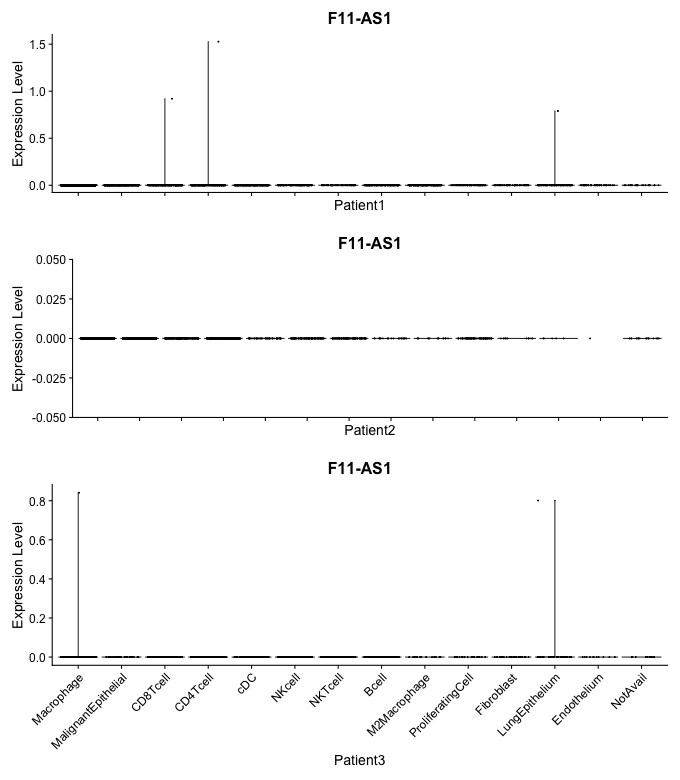 F11-AS1
Expression Level
1.5
1.0
0.5
0.0
Patient1
F11-AS1
Expression Level
0.050
0.025
0.000
-0.025
-0.050
Patient2
F11-AS1
Expression Level
0.8
0.6
0.4
0.2
0.0
Macrophage
MalignantEpithelial
CD8Tcell
CD4Tcell
cDC
NKcell
NKTcell
Bcell
M2Macrophage
ProliferatingCell
Fibroblast
LungEpithelium
Endothelium
NotAvail
Patient3